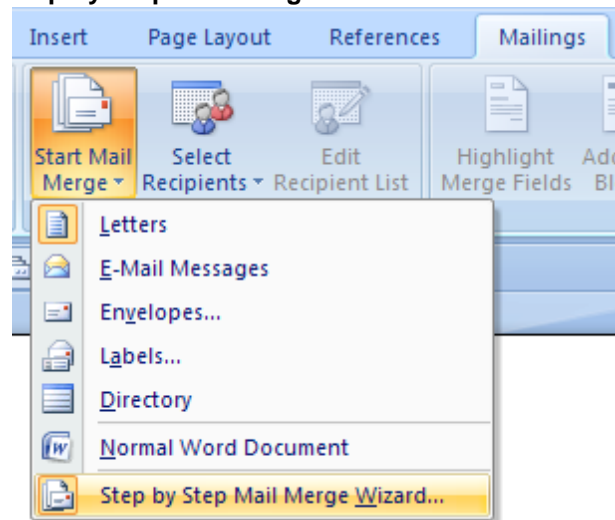 Insert Page Layout References Mailings
Start Mail Select Edit Highlight
Merge Recipients Recipient List Merge Fields
Letters
E-Mail Messages
Envelopes...
Labels...
Directory
Normal Word Document
Step by Step Mail Merge Wizard...